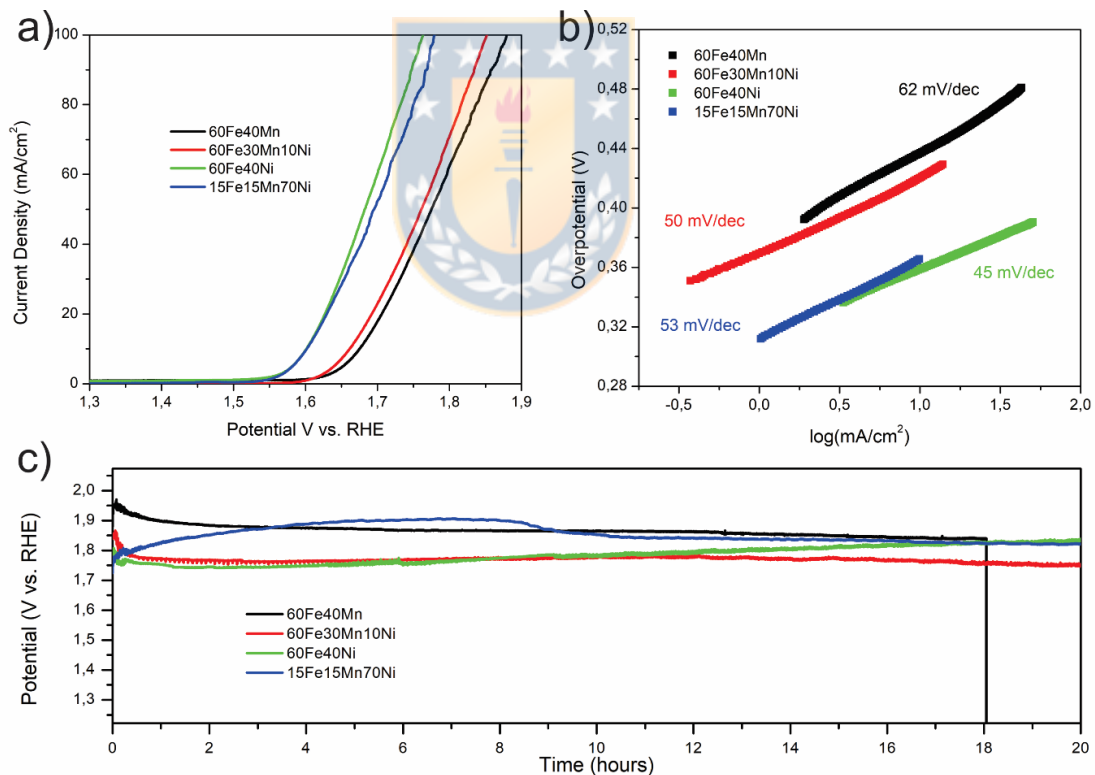 a)
100
80
60
40
20
0
Current Density (mA/cm²)
60Fe40Mn
60Fe30Mn10Ni
60Fe40Ni
15Fe15Mn70Ni
1,3 1,4 1,5 1,6 1,7 1,8 1,9
Potential V vs. RHE
b)
0,52
0,48
0,44
0,40
0,36
0,32
0,28
Overpotential (V)
60Fe40Mn
60Fe30Mn10Ni
60Fe40Ni
15Fe15Mn70Ni
62 mV/dec
50 mV/dec
45 mV/dec
53 mV/dec
-0,5 0,0 0,5 1,0 1,5 2,0
log(mA/cm²)
c)
2,0
1,9
1,8
1,7
1,6
1,5
1,4
1,3
Potential (V vs. RHE)
60Fe40Mn
60Fe30Mn10Ni
60Fe40Ni
15Fe15Mn70Ni
0 2 4 6 8 10 12 14 16 18 20
Time (hours)